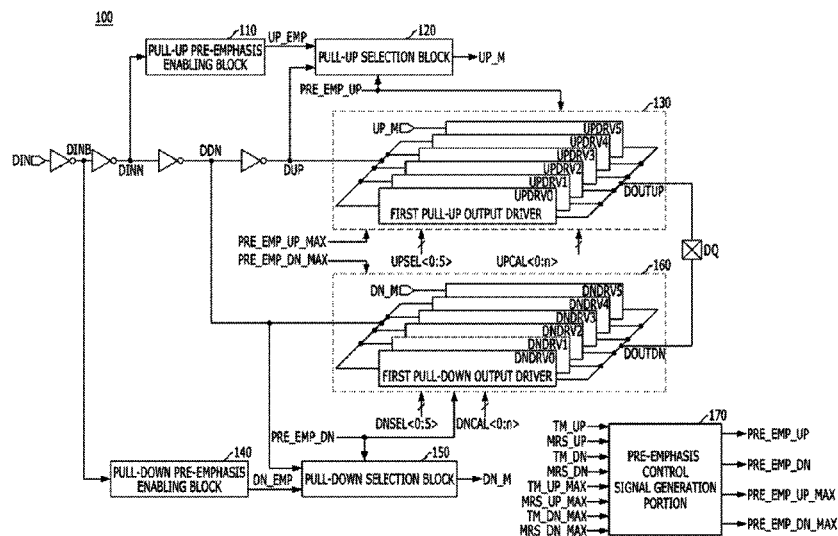 100
110
PULL-UP PRE-EMPHASIS
ENABLING BLOCK
UP_EMP
120
PULL-UP SELECTION BLOCK
UP_M
PRE_EMP_UP
130
UP_M
UPDRV5
UPDRV4
UPDRV3
UPDRV2
UPDRV1
UPDRV0
FIRST PULL-UP OUTPUT DRIVER
DIN
DINB
DINN
DDN
DUP
DOUTUP
PRE_EMP_UP_MAX
PRE_EMP_DN_MAX
UPSEL<0:5>
UPCAL<0:n>
DQ
160
DN_M
DNDRV5
DNDRV4
DNDRV3
DNDRV2
DNDRV1
DNDRV0
FIRST PULL-DOWN OUTPUT DRIVER
DOUTDN
DNSEL<0:5>
DNCAL<0:n>
PRE_EMP_DN
140
PULL-DOWN PRE-EMPHASIS
ENABLING BLOCK
DN_EMP
150
PULL-DOWN SELECTION BLOCK
DN_M
170
TM_UP
MRS_UP
TM_DN
MRS_DN
TM_UP_MAX
MRS_UP_MAX
TM_DN_MAX
MRS_DN_MAX
PRE-EMPHASIS
CONTROL
SIGNAL GENERATION
PORTION
PRE_EMP_UP
PRE_EMP_DN
PRE_EMP_UP_MAX
PRE_EMP_DN_MAX